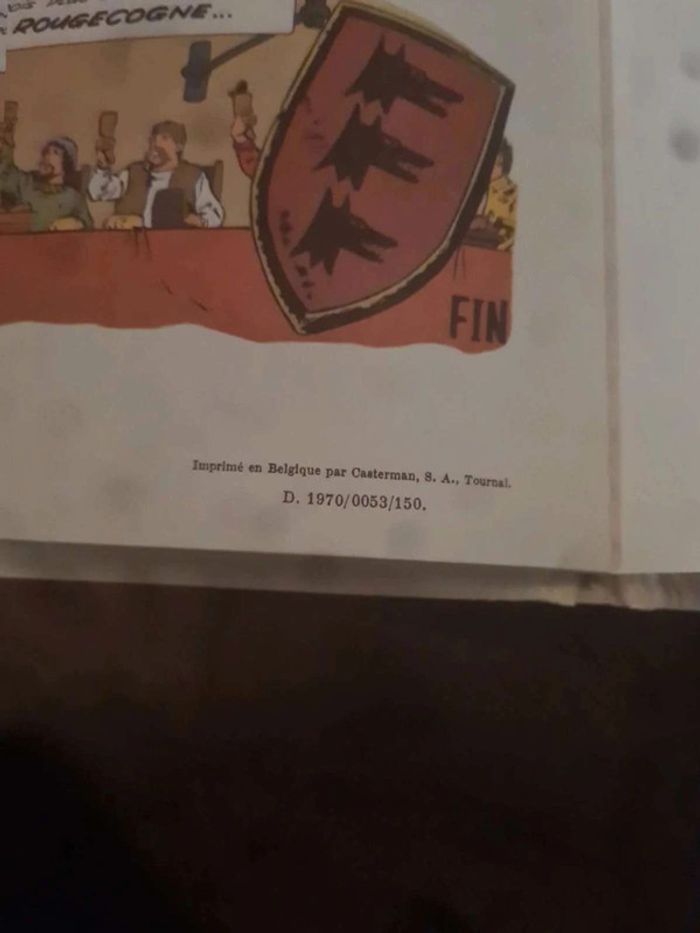 ROUGECOGNE...
FIN
Imprimé en Belgique par Casterman, S. A., Tournai.
D. 1970/0053/150.